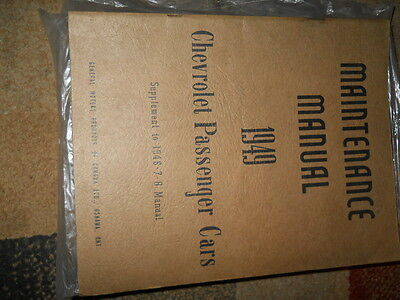 MAINTENANCE
MANUAL
1949
Chevrolet Passenger Cars
Supplement to 1946-7-8 Manual
GENERAL MOTORS PRODUCTS OF CANADA LTD., OSHAWA, ONT.